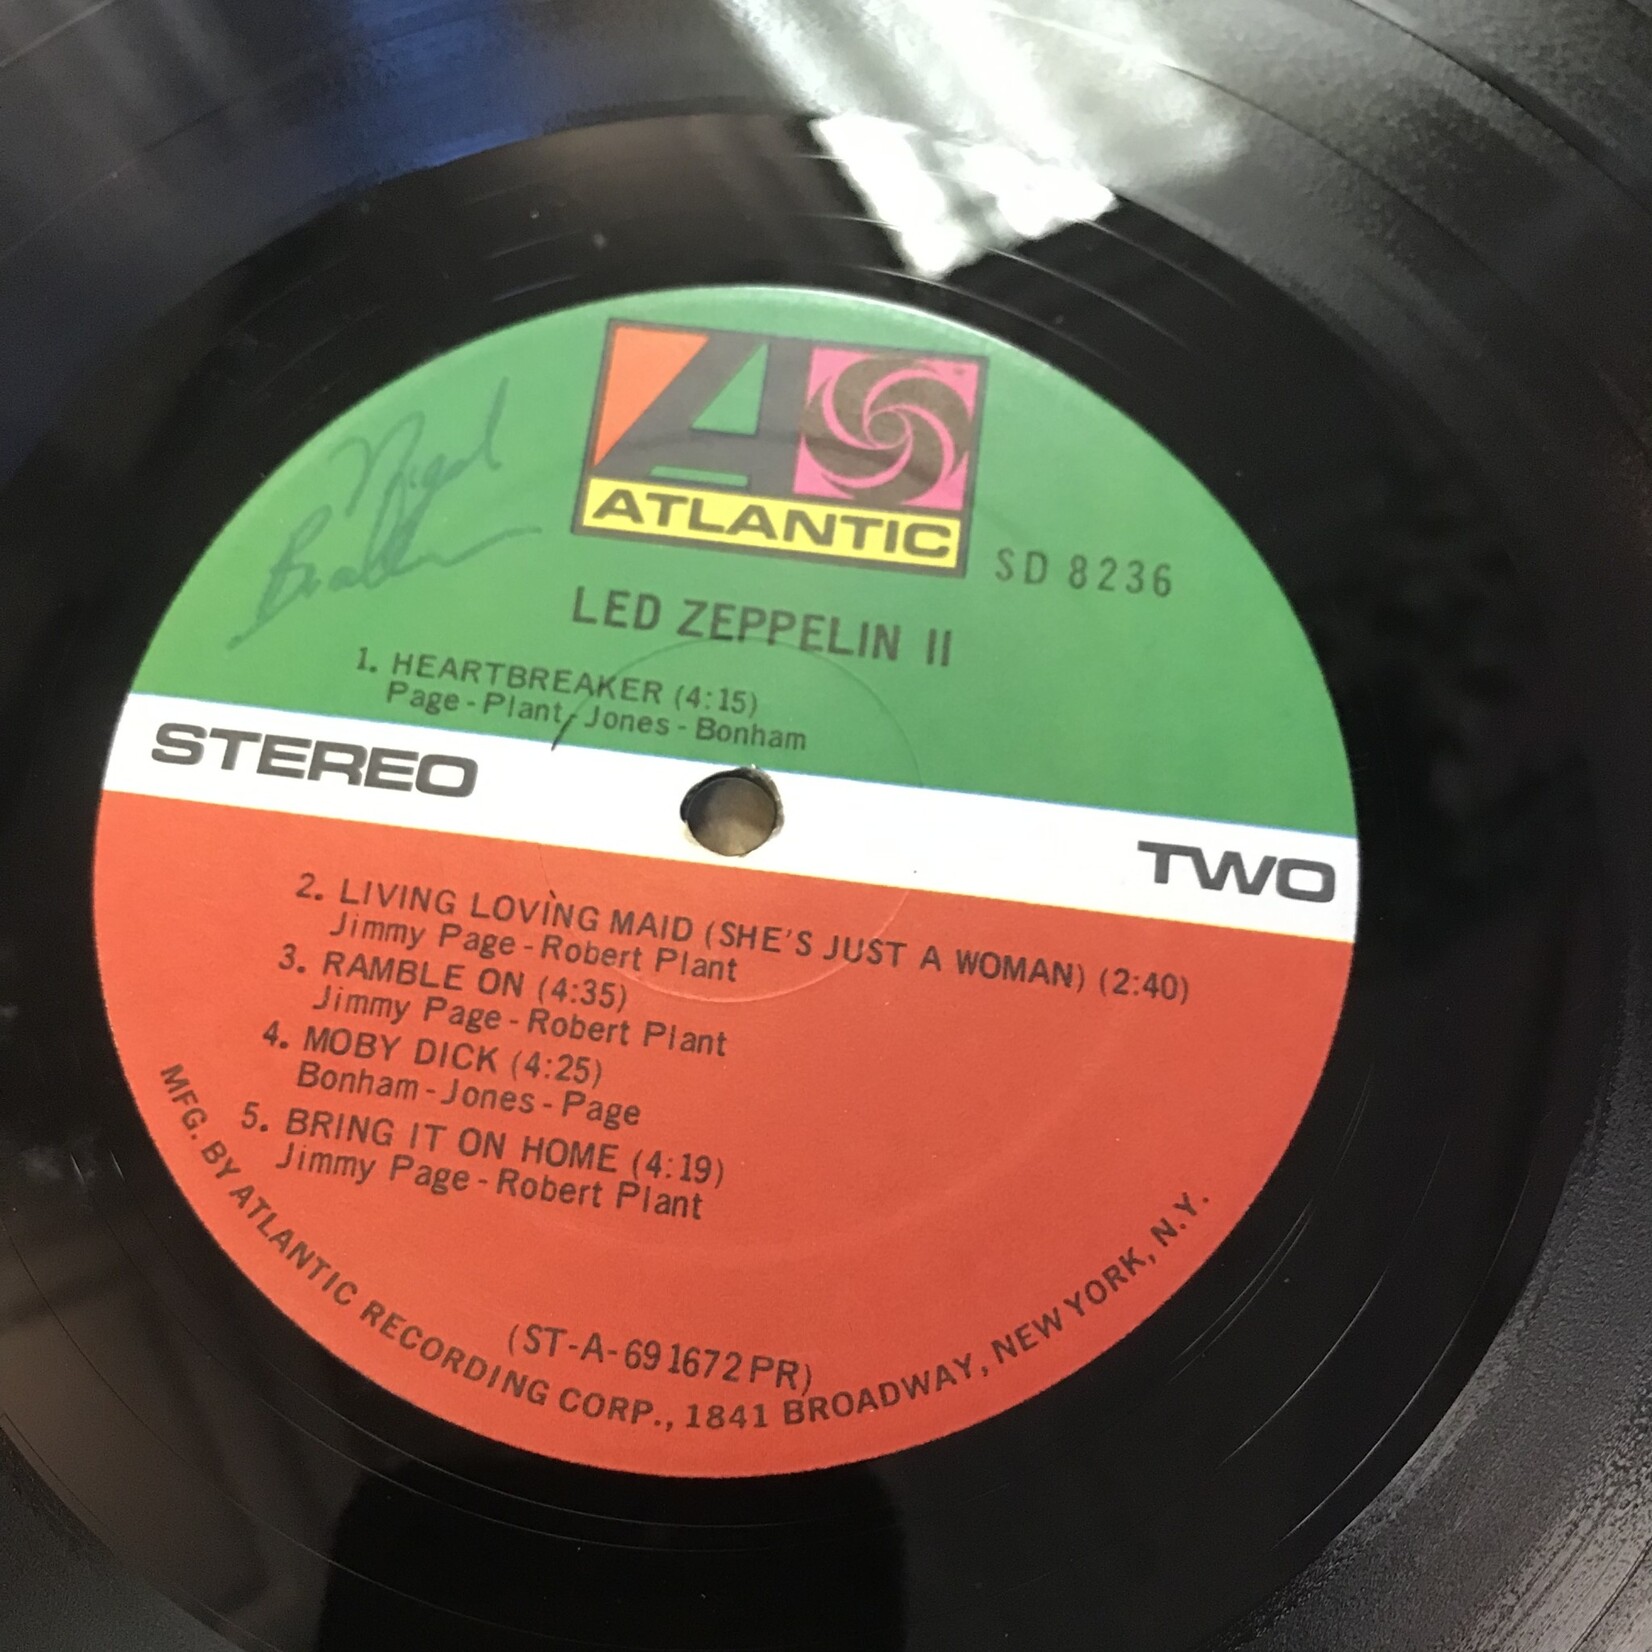 ATLANTIC
SD 8236
LED ZEPPELIN II
1. HEARTBREAKER (4:15)
Page - Plant - Jones - Bonham
STEREO
TWO
2. LIVING LOVING MAID (SHE'S JUST A WOMAN) (2:40)
Jimmy Page - Robert Plant
3. RAMBLE ON (4:35)
Jimmy Page - Robert Plant
4. MOBY DICK (4:25)
Bonham - Jones - Page
5. BRING IT ON HOME (4:19)
Jimmy Page - Robert Plant
(ST-A-691672PR)
MFG. BY ATLANTIC RECORDING CORP., 1841 BROADWAY, NEW YORK, N.Y.